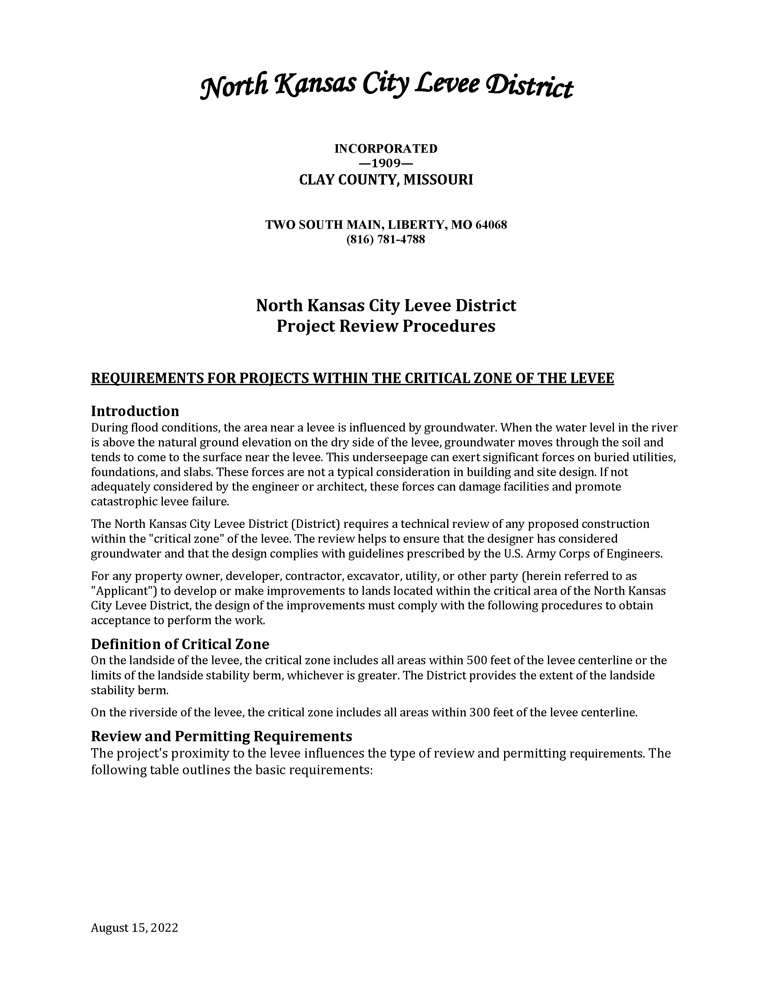 North Kansas City Levee District
INCORPORATED
—1909—
CLAY COUNTY, MISSOURI
TWO SOUTH MAIN, LIBERTY, MO 64068
(816) 781-4788
North Kansas City Levee District
Project Review Procedures
REQUIREMENTS FOR PROJECTS WITHIN THE CRITICAL ZONE OF THE LEVEE
Introduction
During flood conditions, the area near a levee is influenced by groundwater. When the water level in the river
is above the natural ground elevation on the dry side of the levee, groundwater moves through the soil and
tends to come to the surface near the levee. This underseepage can exert significant forces on buried utilities,
foundations, and slabs. These forces are not a typical consideration in building and site design. If not
adequately considered by the engineer or architect, these forces can damage facilities and promote
catastrophic levee failure.
The North Kansas City Levee District (District) requires a technical review of any proposed construction
within the "critical zone" of the levee. The review helps to ensure that the designer has considered
groundwater and that the design complies with guidelines prescribed by the U.S. Army Corps of Engineers.
For any property owner, developer, contractor, excavator, utility, or other party (herein referred to as
"Applicant") to develop or make improvements to lands located within the critical area of the North Kansas
City Levee District, the design of the improvements must comply with the following procedures to obtain
acceptance to perform the work.
Definition of Critical Zone
On the landside of the levee, the critical zone includes all areas within 500 feet of the levee centerline or the
limits of the landside stability berm, whichever is greater. The District provides the extent of the landside
stability berm.
On the riverside of the levee, the critical zone includes all areas within 300 feet of the levee centerline.
Review and Permitting Requirements
The project's proximity to the levee influences the type of review and permitting requirements. The
following table outlines the basic requirements:
August 15, 2022